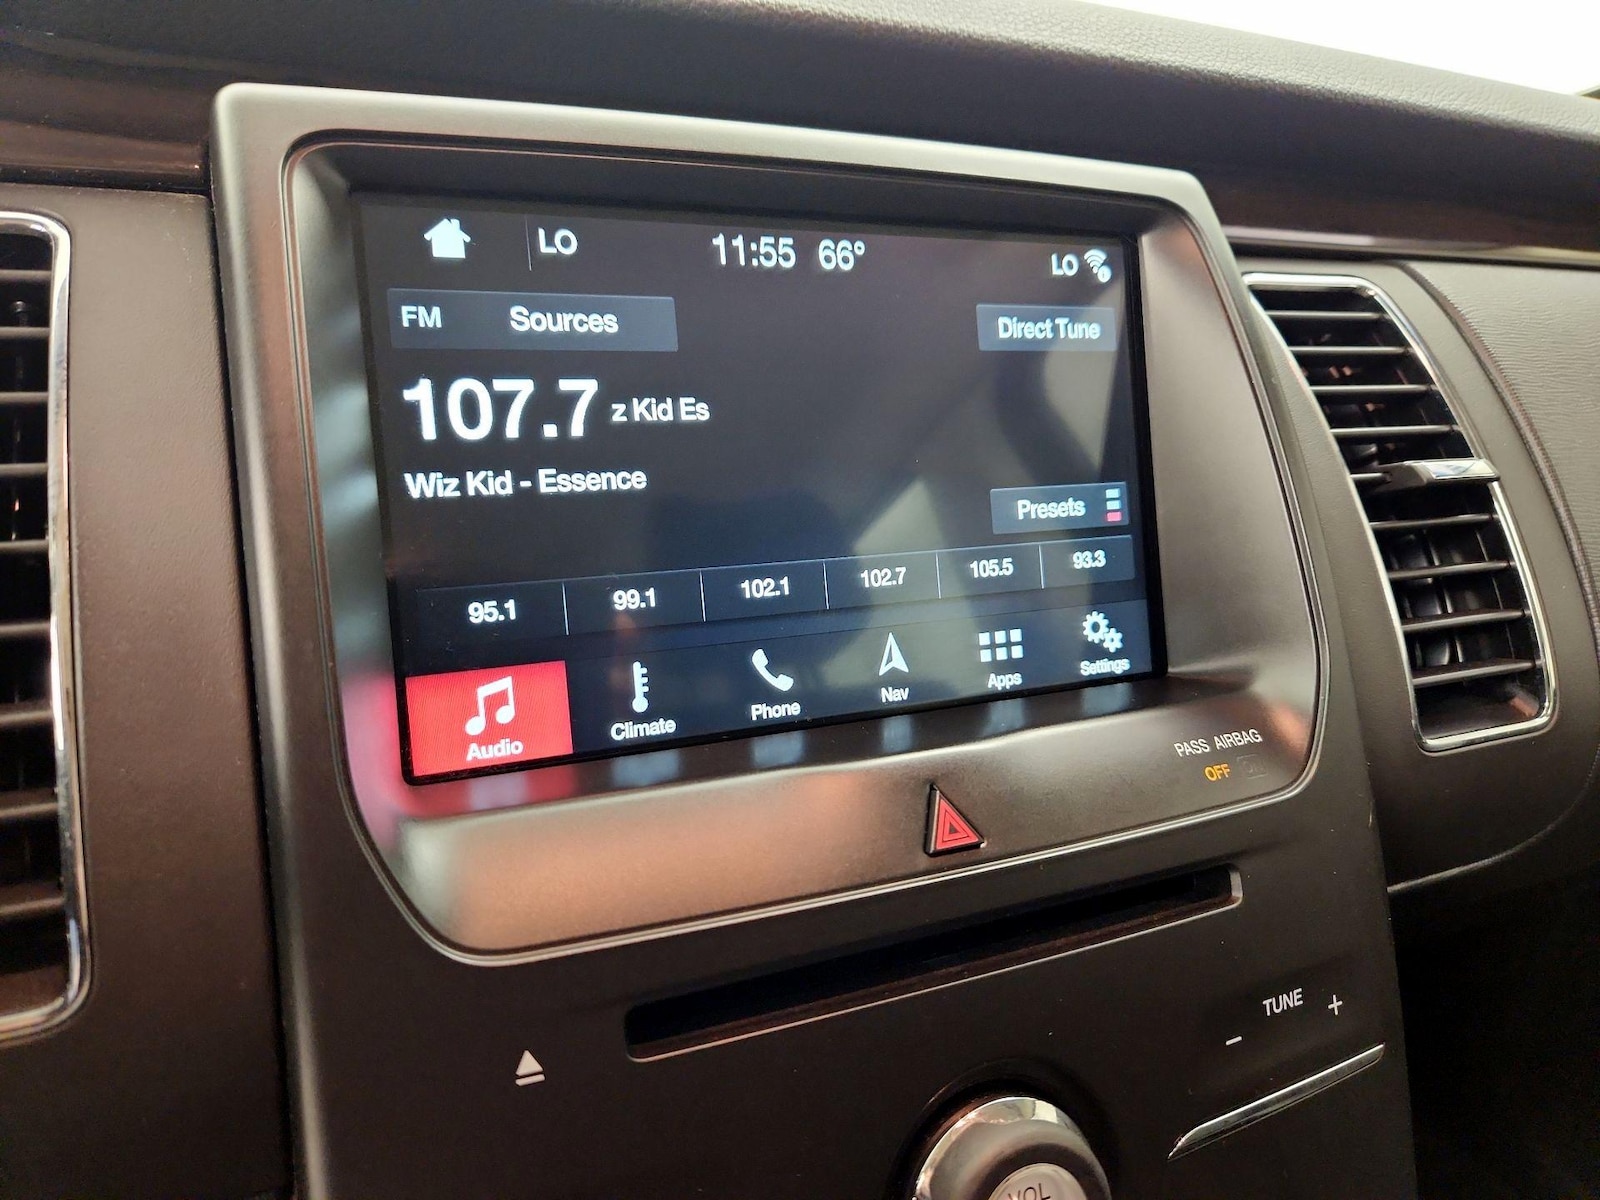 LO 11:55 66° LO
FM Sources Direct Tune
107.7 z Kid Es
Wiz Kid - Essence
Presets
95.1 99.1 102.1 102.7 105.5 93.3
Audio Climate Phone Nav Apps Settings
PASS AIRBAG
OFF ON
TUNE
- +
VOL